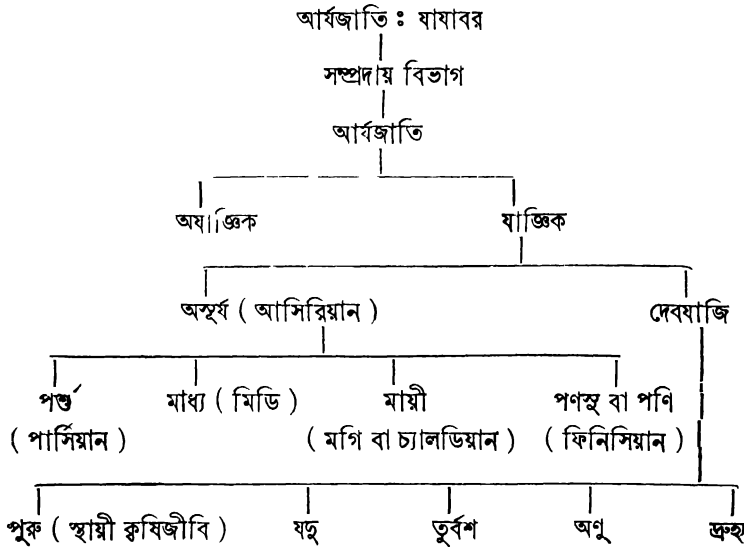 আর্যজাতি : যাযাবর
সম্প্রদায় বিভাগ
আর্যজাতি
অযাজ্ঞিক যাজ্ঞিক
অসূর্য ( আসিরিয়ান ) দেবযাজি
পর্শু মাধ্য ( মিডি ) মায়ী পণসু বা পণি
( পার্সিয়ান ) ( মগি বা চ্যালডিয়ান ) ( ফিনিসিয়ান )
পুরু ( স্থায়ী কৃষিজীবি ) যদু তুর্বশ অণু দ্রুহ্য